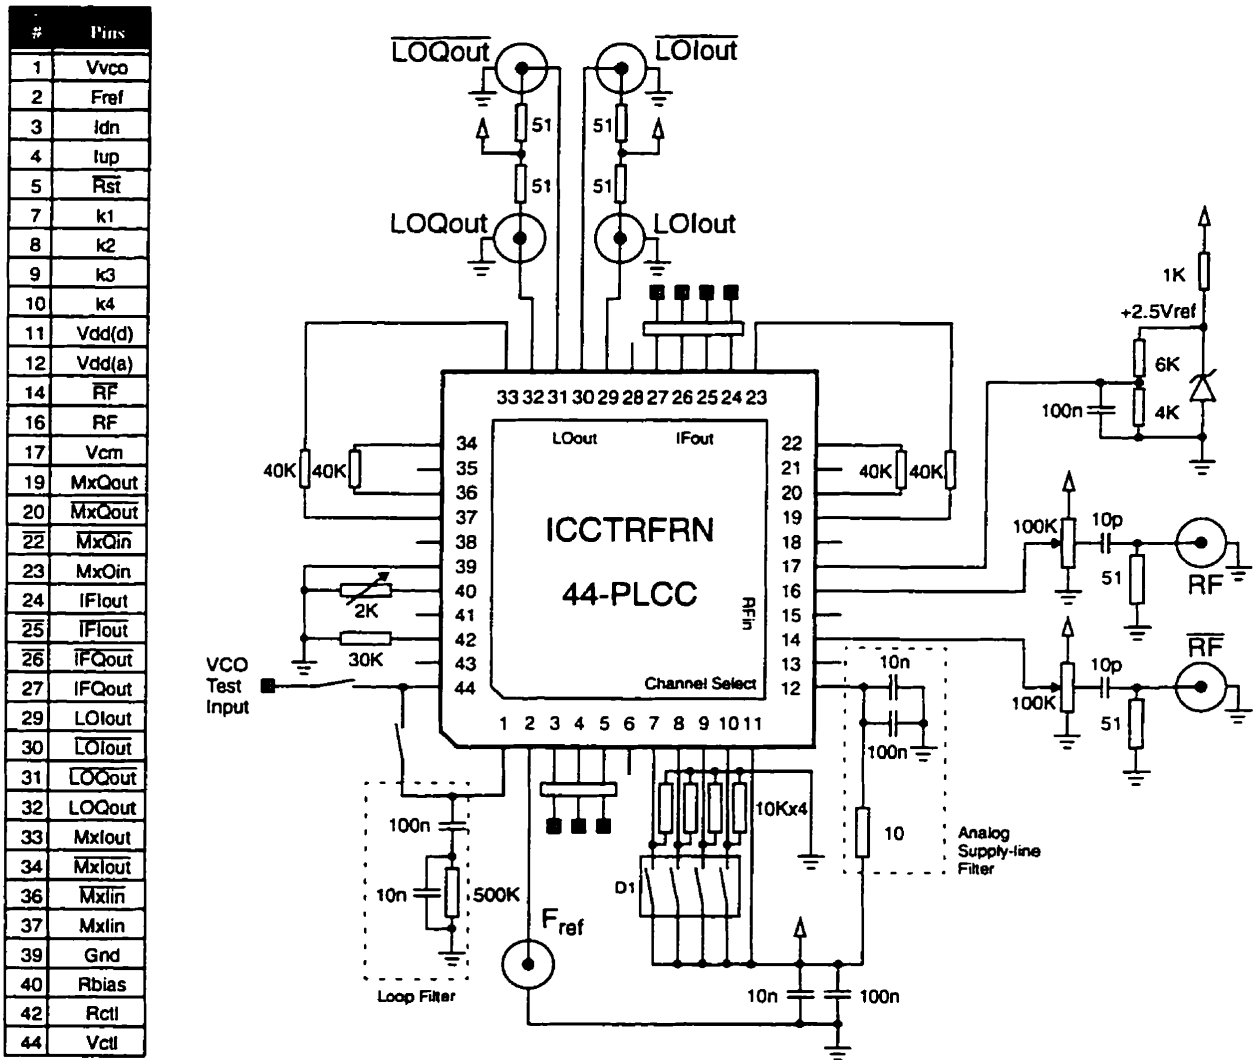 # Pins
1 Vvco
2 Fref
3 Idn
4 Iup
5 Rst
7 k1
8 k2
9 k3
10 k4
11 Vdd(d)
12 Vdd(a)
14 RF
16 RF
17 Vcm
19 MxQout
20 MxQout
22 MxQin
23 MxQin
24 IFIout
25 IFIout
26 IFQout
27 IFQout
29 LOIout
30 LOIout
31 LOQout
32 LOQout
33 MxIout
34 MxIout
36 MxIin
37 MxIin
39 Gnd
40 Rbias
42 Rctl
44 Vctl
LOQout LOIout
51 51
51 51
LOQout LOIout
1K
+2.5Vref
6K
100n 4K
33 32 31 30 29 28 27 26 25 24 23
LOout IFout
34 22
35 21
36 20
37 19
38 18
39 17
40 16
41 15
42 14
43 13
44 12
40K 40K
40K 40K
ICCTRFRN
44-PLCC
RFin
Channel Select
2K
30K
VCO
Test
Input
1 2 3 4 5 6 7 8 9 10 11
100K 10p
51 RF
100K 10p
51 RF
10n
100n
10
Analog
Supply-line
Filter
10Kx4
D1
100n
10n 500K
Loop Filter
Fref
10n 100n